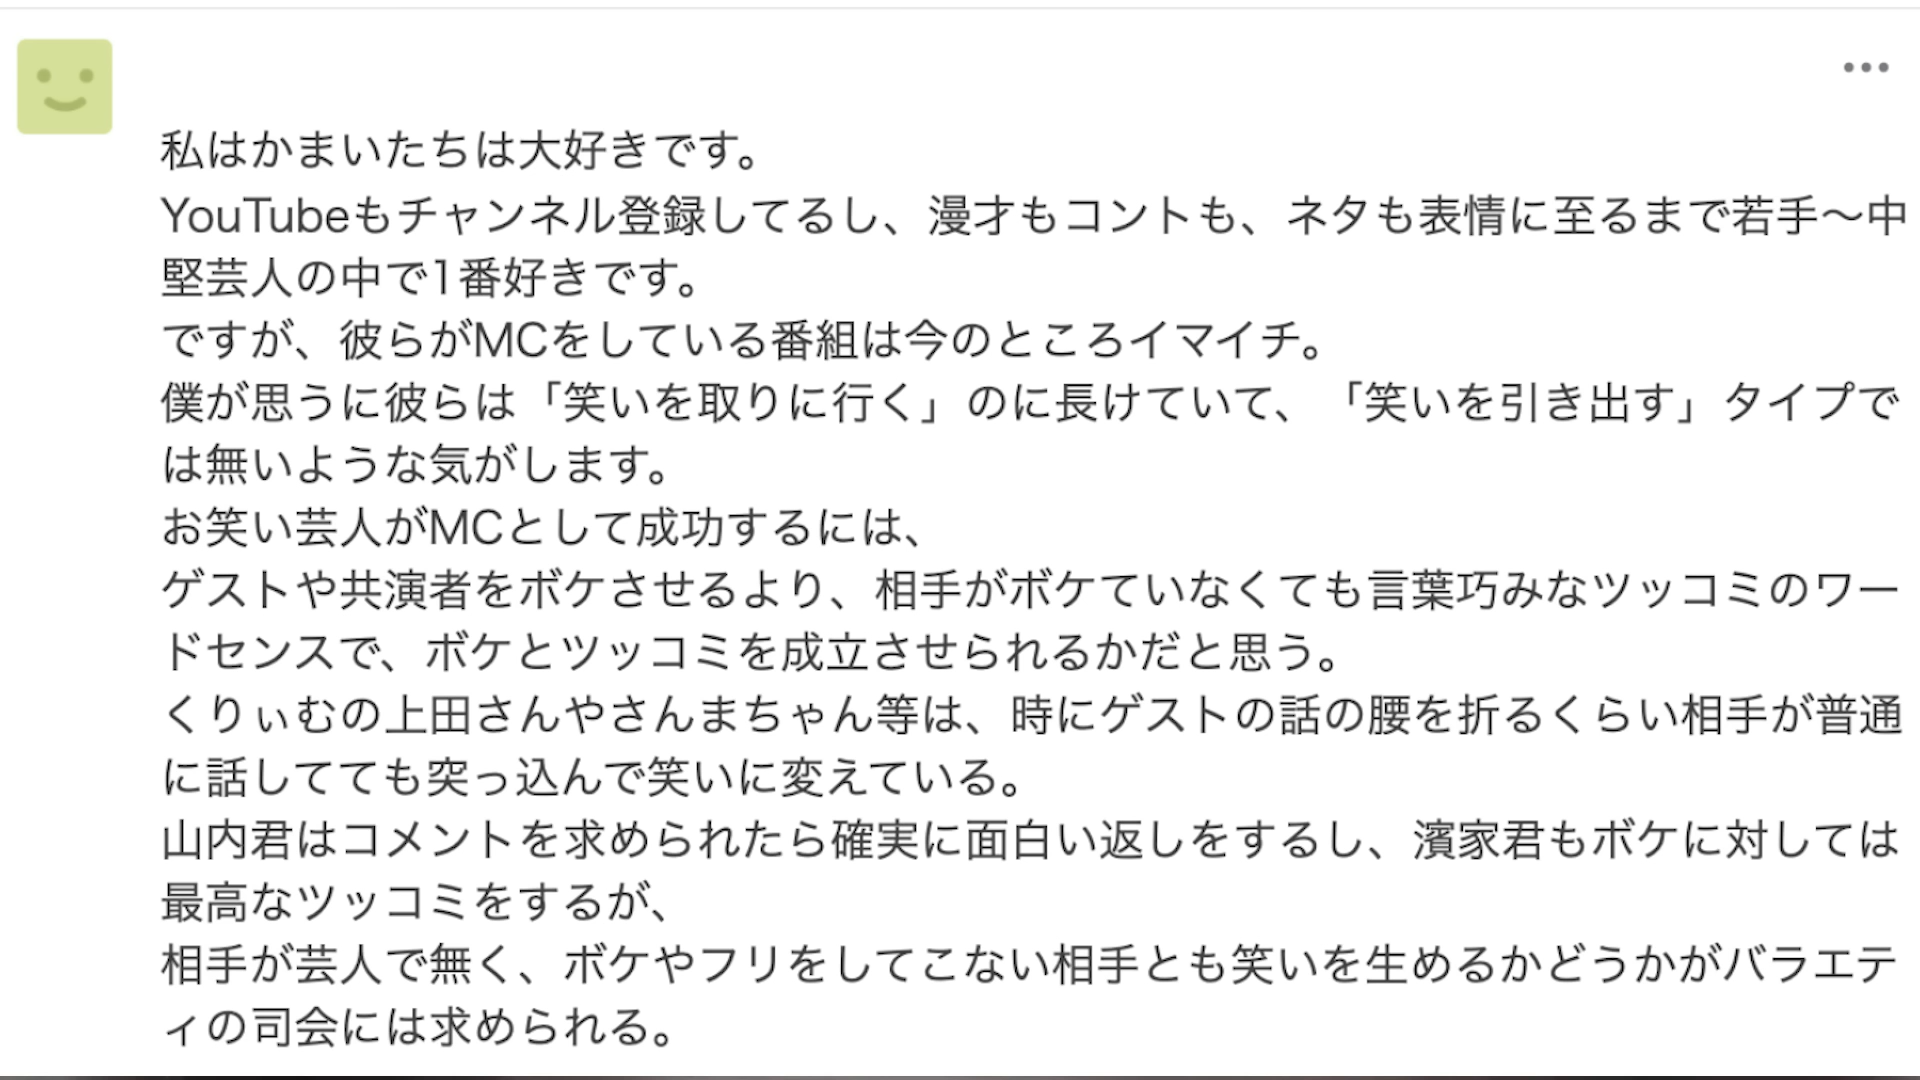 私はかまいたちは大好きです。
YouTubeもチャンネル登録してるし、漫才もコントも、ネタも表情に至るまで若手〜中
堅芸人の中で1番好きです。
ですが、彼らがMCをしている番組は今のところイマイチ。
僕が思うに彼らは「笑いを取りに行く」のに長けていて、「笑いを引き出す」タイプで
は無いような気がします。
お笑い芸人がMCとして成功するには、
ゲストや共演者をボケさせるより、相手がボケていなくても言葉巧みなツッコミのワー
ドセンスで、ボケとツッコミを成立させられるかだと思う。
くりぃむの上田さんやさんまちゃん等は、時にゲストの話の腰を折るくらい相手が普通
に話してても突っ込んで笑いに変えている。
山内君はコメントを求められたら確実に面白い返しをするし、濱家君もボケに対しては
最高なツッコミをするが、
相手が芸人で無く、ボケやフリをしてこない相手とも笑いを生めるかどうかがバラエテ
ィの司会には求められる。